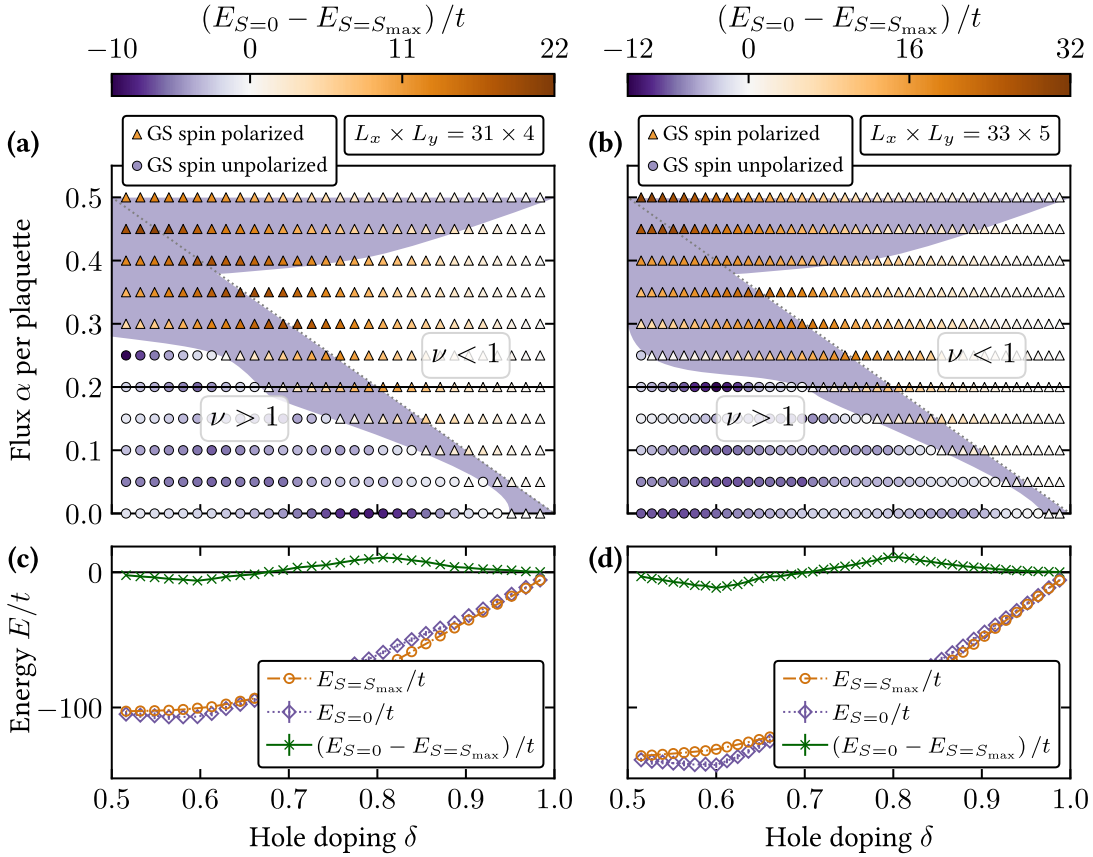 (E_{S=0} − E_{S=S_max}) /t
−10 0 11 22
(a)
GS spin polarized
GS spin unpolarized
L_x × L_y = 31 × 4
Flux α per plaquette
0.5
0.4
0.3
0.2
0.1
0.0
ν < 1
ν > 1
(E_{S=0} − E_{S=S_max}) /t
−12 0 16 32
(b)
GS spin polarized
GS spin unpolarized
L_x × L_y = 33 × 5
ν < 1
ν > 1
(c)
Energy E/t
0
−100
E_{S=S_max}/t
E_{S=0}/t
(E_{S=0} − E_{S=S_max}) /t
0.5 0.6 0.7 0.8 0.9 1.0
Hole doping δ
(d)
E_{S=S_max}/t
E_{S=0}/t
(E_{S=0} − E_{S=S_max}) /t
0.5 0.6 0.7 0.8 0.9 1.0
Hole doping δ